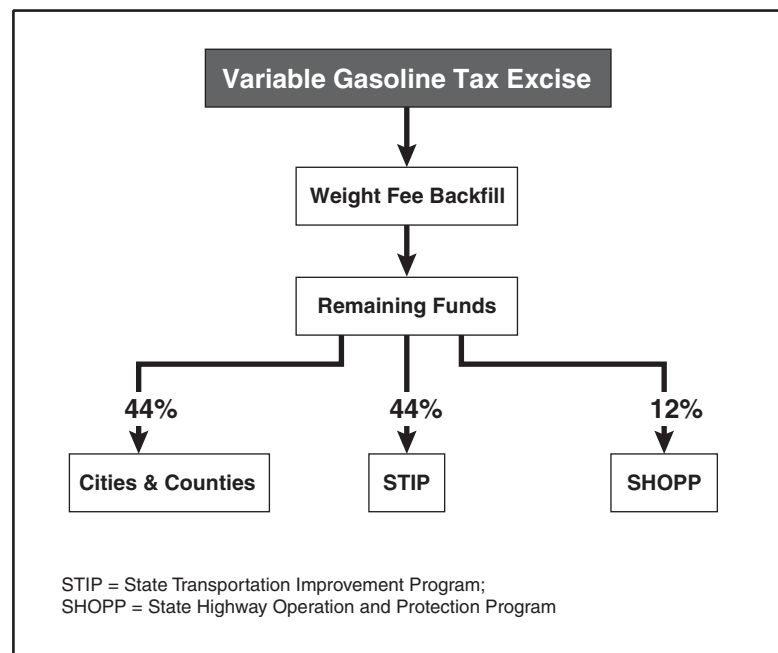 Variable Gasoline Tax Excise
Weight Fee Backfill
Remaining Funds
44% 44% 12%
Cities & Counties STIP SHOPP
STIP = State Transportation Improvement Program;
SHOPP = State Highway Operation and Protection Program